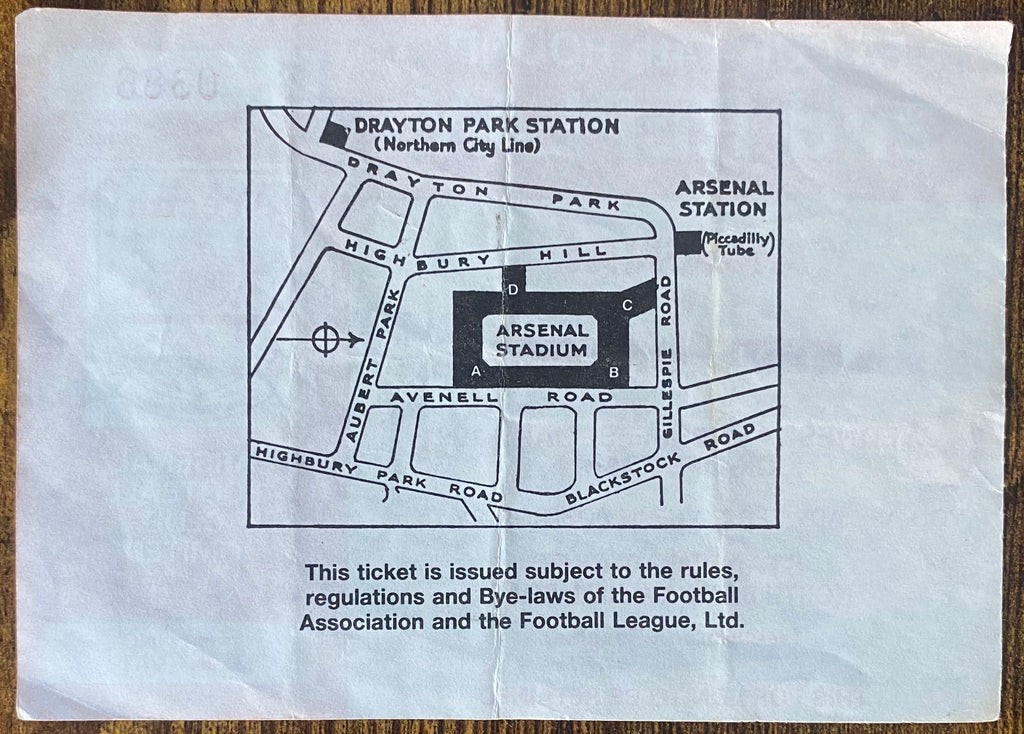 0366
DRAYTON PARK STATION
(Northern City Line)
DRAYTON PARK
ARSENAL
STATION
(Piccadilly)
Tube
HIGHBURY HILL
D
C
ARSENAL
STADIUM
A
B
AVENELL ROAD
AUBERT PARK
GILLESPIE ROAD
HIGHBURY PARK ROAD
BLACKSTOCK ROAD
This ticket is issued subject to the rules,
regulations and Bye-laws of the Football
Association and the Football League, Ltd.